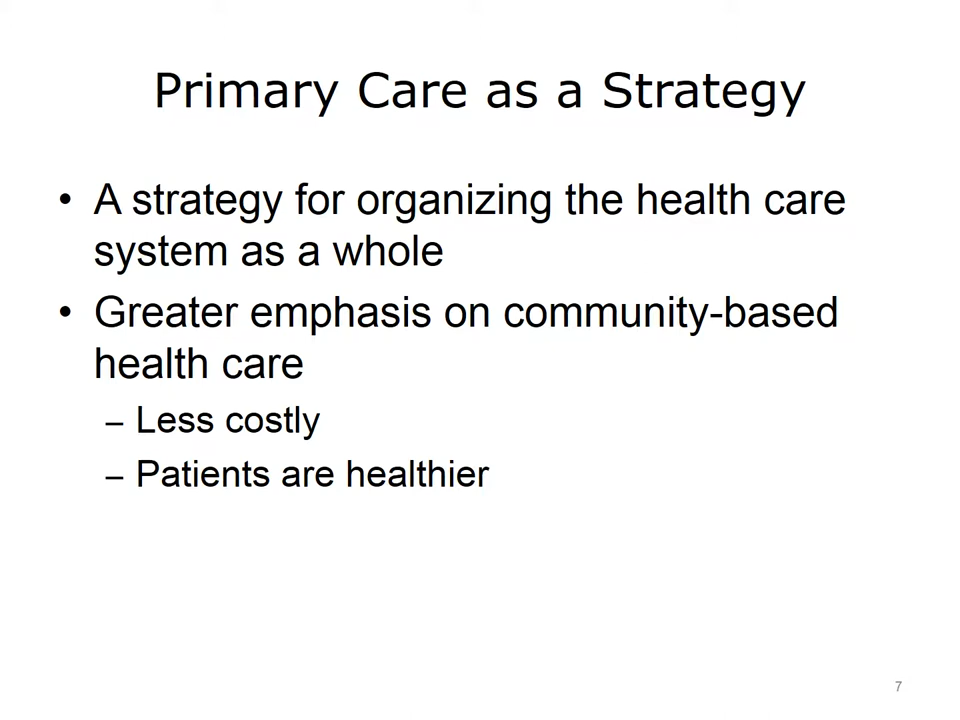 Primary Care as a Strategy
• A strategy for organizing the health care
system as a whole
• Greater emphasis on community-based
health care
– Less costly
– Patients are healthier
7